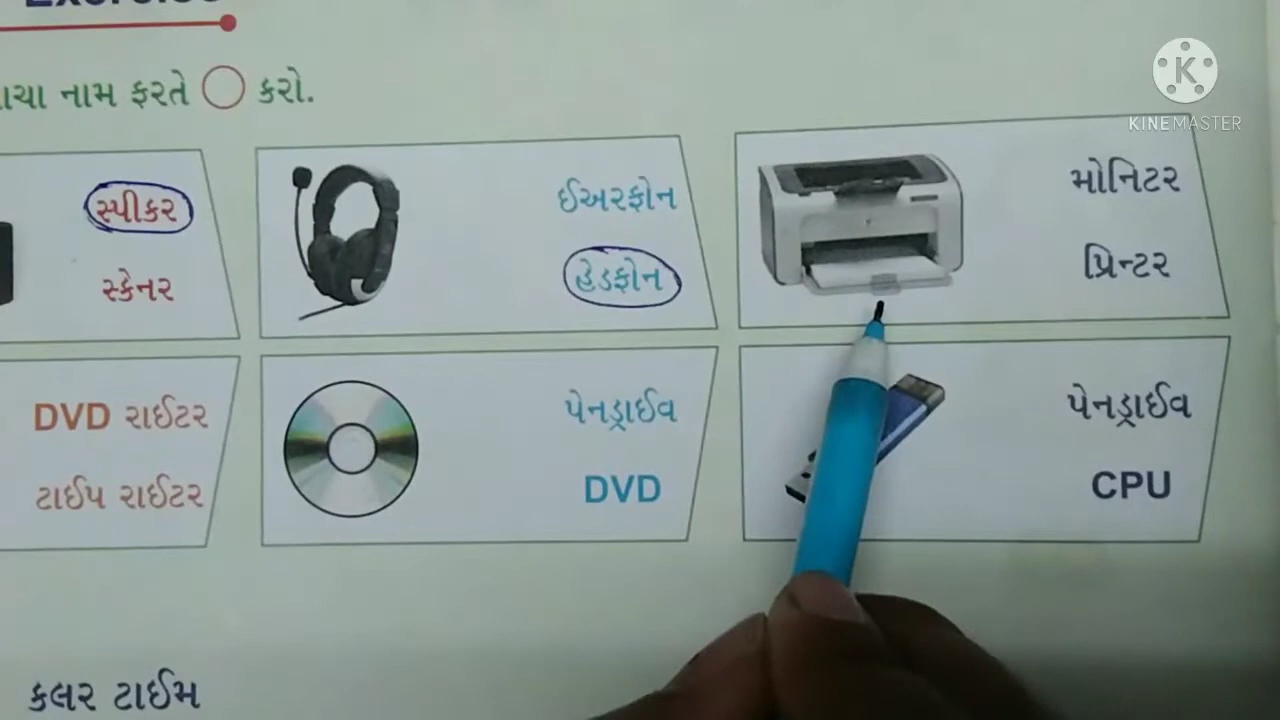 નામ ફરતે કરો.
સ્પીકર
સ્કેનર
ઈઅરફોન
હેડફોન
મોનિટર
પ્રિન્ટર
DVD રાઈટર
ટાઈપ રાઈટર
પેનડ્રાઈવ
DVD
પેનડ્રાઈવ
CPU
કલર ટાઈમ
K
KINEMASTER